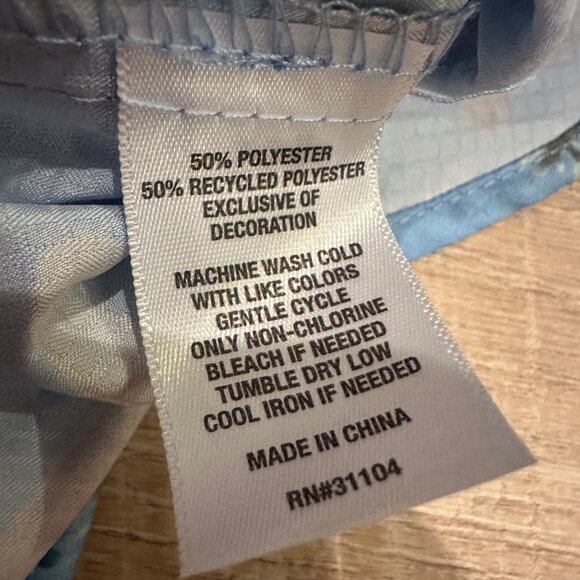 50% POLYESTER
50% RECYCLED POLYESTER
EXCLUSIVE OF
DECORATION
MACHINE WASH COLD
WITH LIKE COLORS
GENTLE CYCLE
ONLY NON-CHLORINE
BLEACH IF NEEDED
TUMBLE DRY LOW
COOL IRON IF NEEDED
MADE IN CHINA
RN#31104